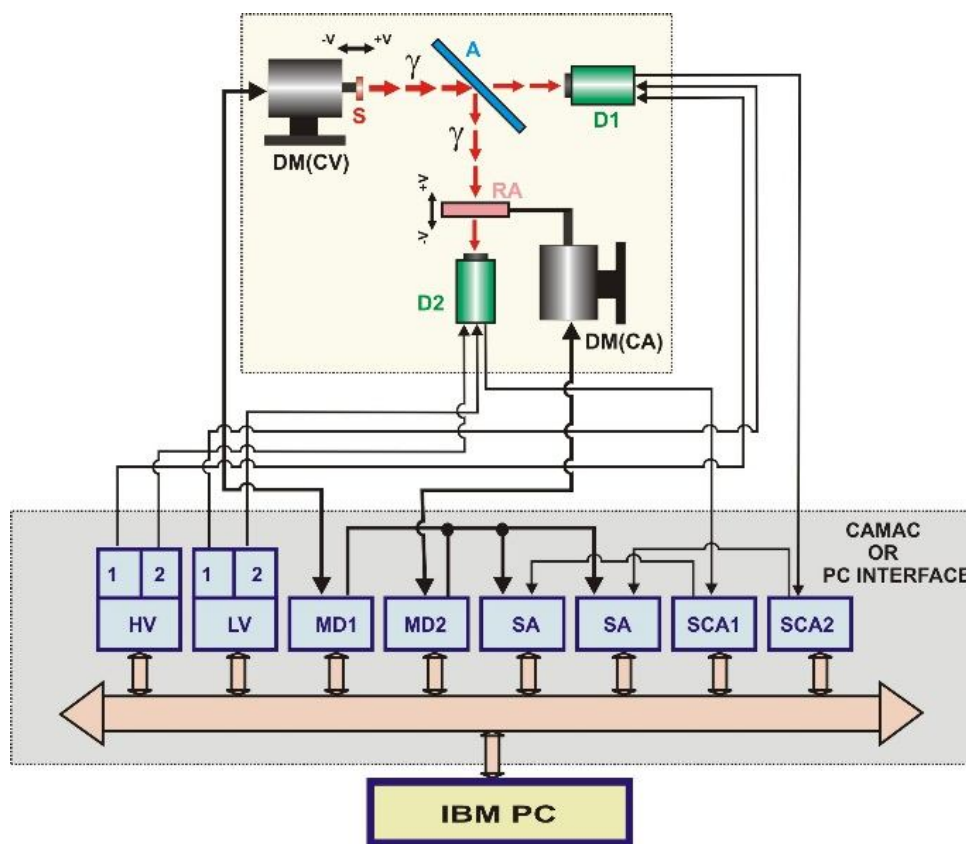 -V +V
A
γ
S
D1
DM(CV)
γ
+V
RA
-V
D2
DM(CA)
CAMAC
OR
PC INTERFACE
1 2 1 2
HV LV MD1 MD2 SA SA SCA1 SCA2
IBM PC